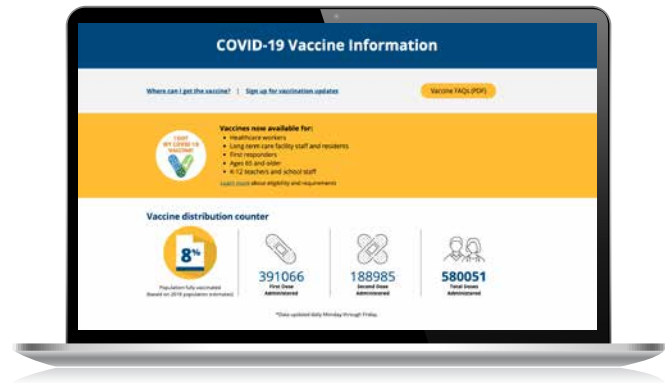 COVID-19 Vaccine Information
Where can I get the vaccine? | Sign up for vaccination updates
Vaccine FAQs (PDF)
I GOT
MY COVID-19
VACCINE!
Vaccines now available for:
• Healthcare workers
• Long term care facility staff and residents
• First responders
• Ages 65 and older
• K-12 teachers and school staff
Learn more about eligibility and requirements
Vaccine distribution counter
8%
Population fully vaccinated
(based on 2019 population estimates)
391066
First Dose
Administered
188985
Second Dose
Administered
580051
Total Doses
Administered
*Data updated daily Monday through Friday.